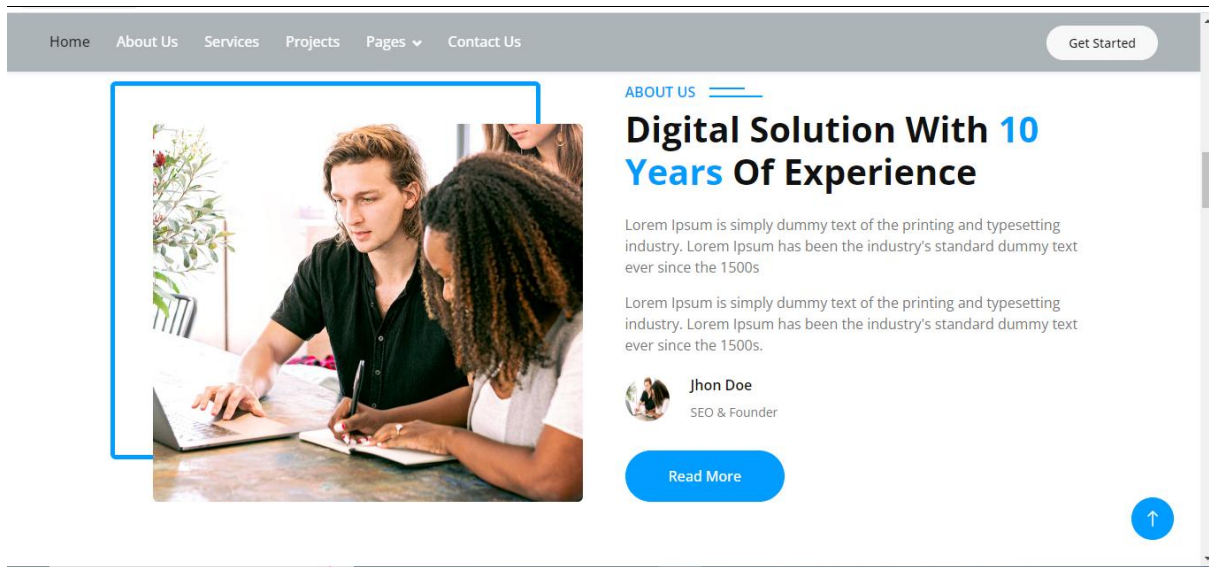 Home About Us Services Projects Pages Contact Us Get Started
ABOUT US
Digital Solution With 10
Years Of Experience
Lorem Ipsum is simply dummy text of the printing and typesetting
industry. Lorem Ipsum has been the industry's standard dummy text
ever since the 1500s
Lorem Ipsum is simply dummy text of the printing and typesetting
industry. Lorem Ipsum has been the industry's standard dummy text
ever since the 1500s.
Jhon Doe
SEO & Founder
Read More